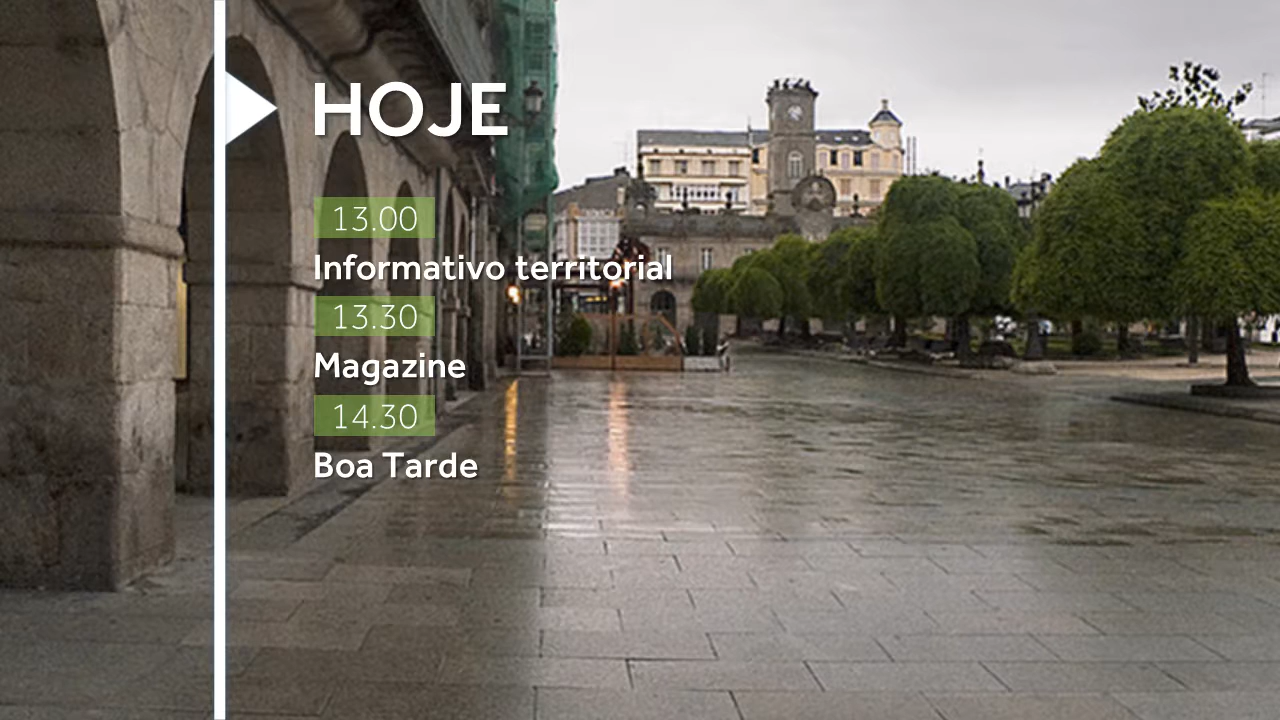 HOJE
13.00
Informativo territorial
13.30
Magazine
14.30
Boa Tarde